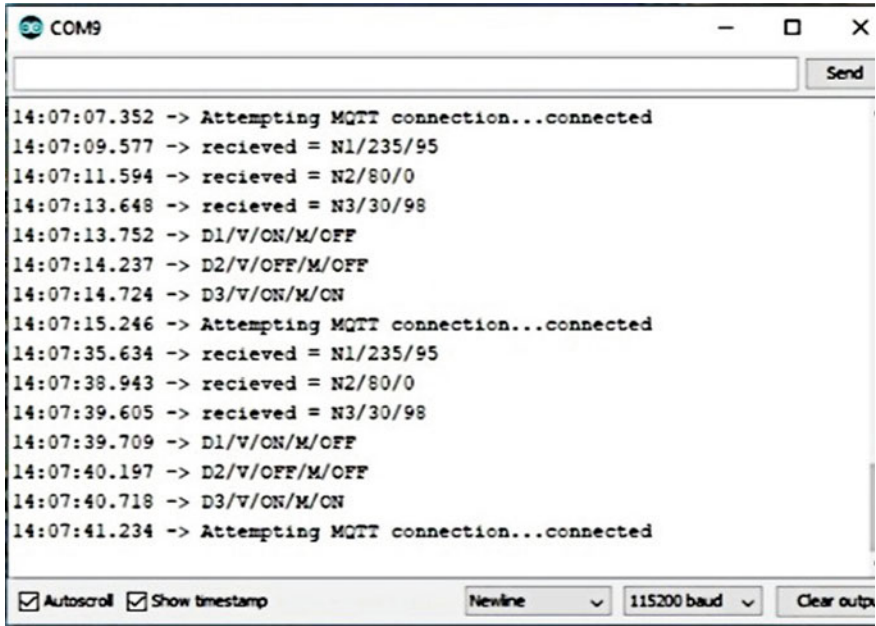 COM9
Send
14:07:07.352 -> Attempting MQTT connection...connected
14:07:09.577 -> recieved = N1/235/95
14:07:11.594 -> recieved = N2/80/0
14:07:13.648 -> recieved = N3/30/98
14:07:13.752 -> D1/V/ON/M/OFF
14:07:14.237 -> D2/V/OFF/M/OFF
14:07:14.724 -> D3/V/ON/M/ON
14:07:15.246 -> Attempting MQTT connection...connected
14:07:35.634 -> recieved = N1/235/95
14:07:38.943 -> recieved = N2/80/0
14:07:39.605 -> recieved = N3/30/98
14:07:39.709 -> D1/V/ON/M/OFF
14:07:40.197 -> D2/V/OFF/M/OFF
14:07:40.718 -> D3/V/ON/M/ON
14:07:41.234 -> Attempting MQTT connection...connected
Autoscroll Show timestamp Newline 115200 baud Clear outpu